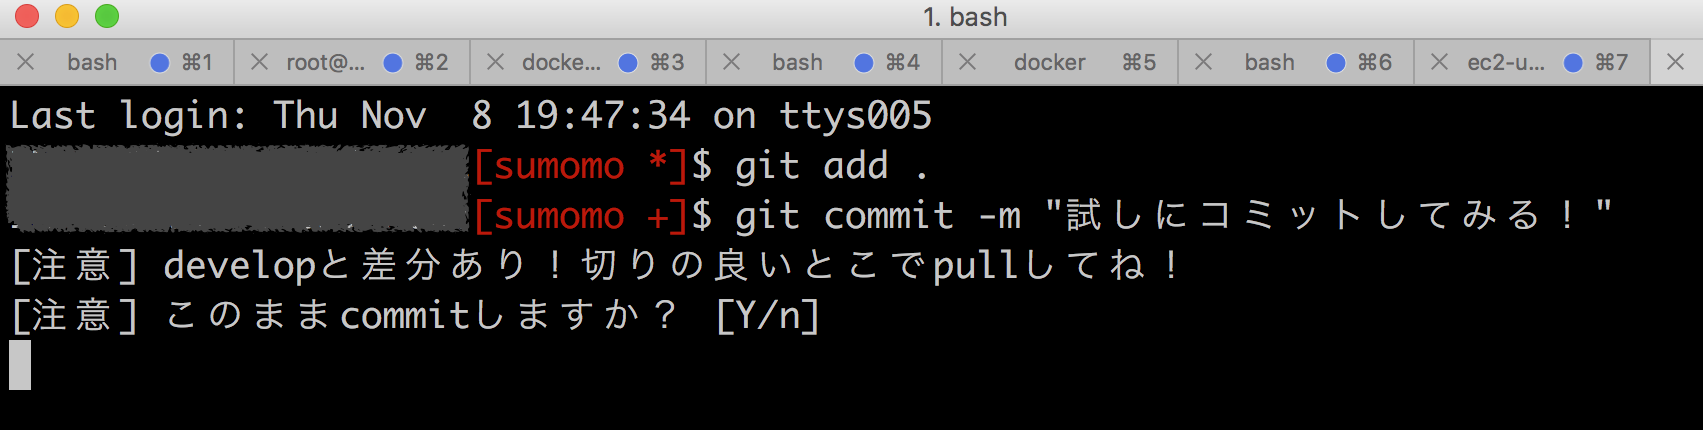 1. bash
bash ⌘1 root@... ⌘2 docke... ⌘3 bash ⌘4 docker ⌘5 bash ⌘6 ec2-u... ⌘7
Last login: Thu Nov  8 19:47:34 on ttys005
[sumomo *]$ git add .
[sumomo +]$ git commit -m "試しにコミットしてみる！"
[注意] developと差分あり！切りの良いとこでpullしてね！
[注意] このままcommitしますか？ [Y/n]